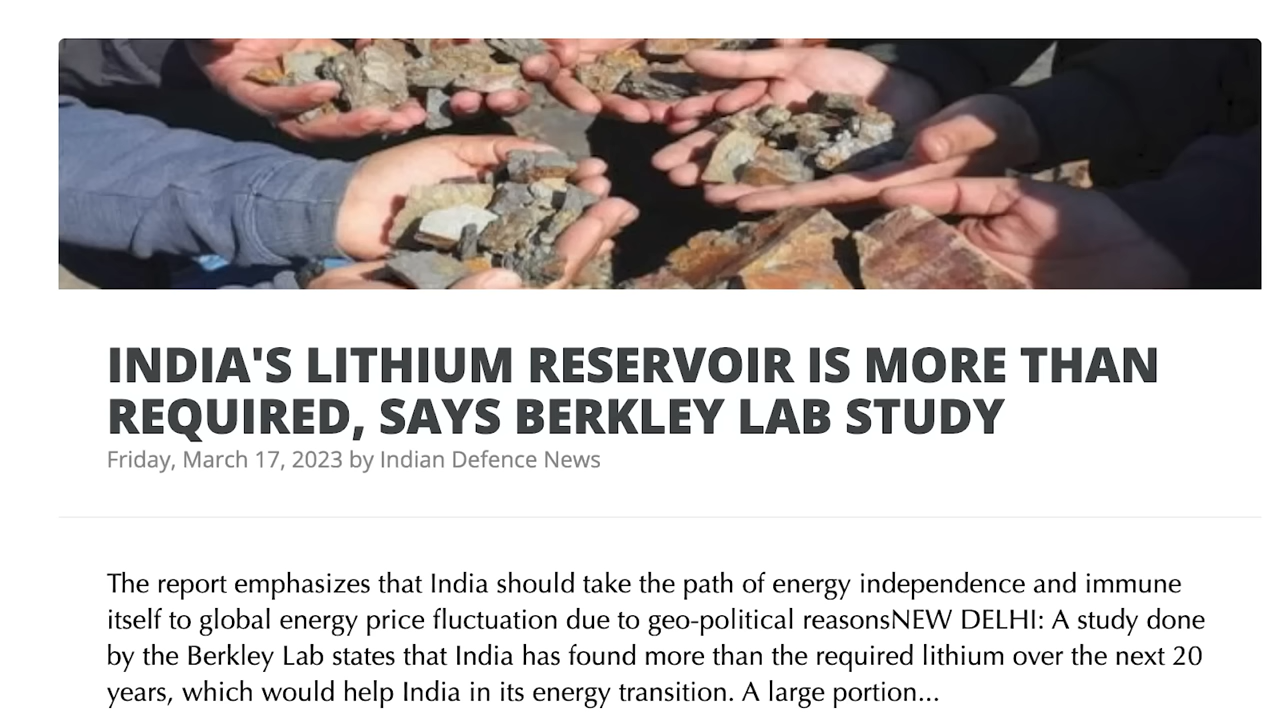 INDIA'S LITHIUM RESERVOIR IS MORE THAN
REQUIRED, SAYS BERKLEY LAB STUDY
Friday, March 17, 2023 by Indian Defence News
The report emphasizes that India should take the path of energy independence and immune
itself to global energy price fluctuation due to geo-political reasonsNEW DELHI: A study done
by the Berkley Lab states that India has found more than the required lithium over the next 20
years, which would help India in its energy transition. A large portion...